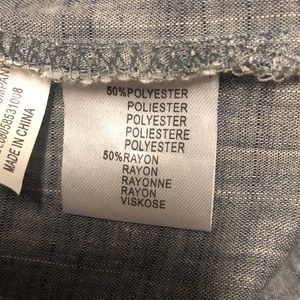 50%POLYESTER
POLIESTER
POLYESTER
POLIESTERE
POLYESTER
50%RAYON
RAYON
RAYONNE
RAYON
VISKOSE
MADE IN CHINA